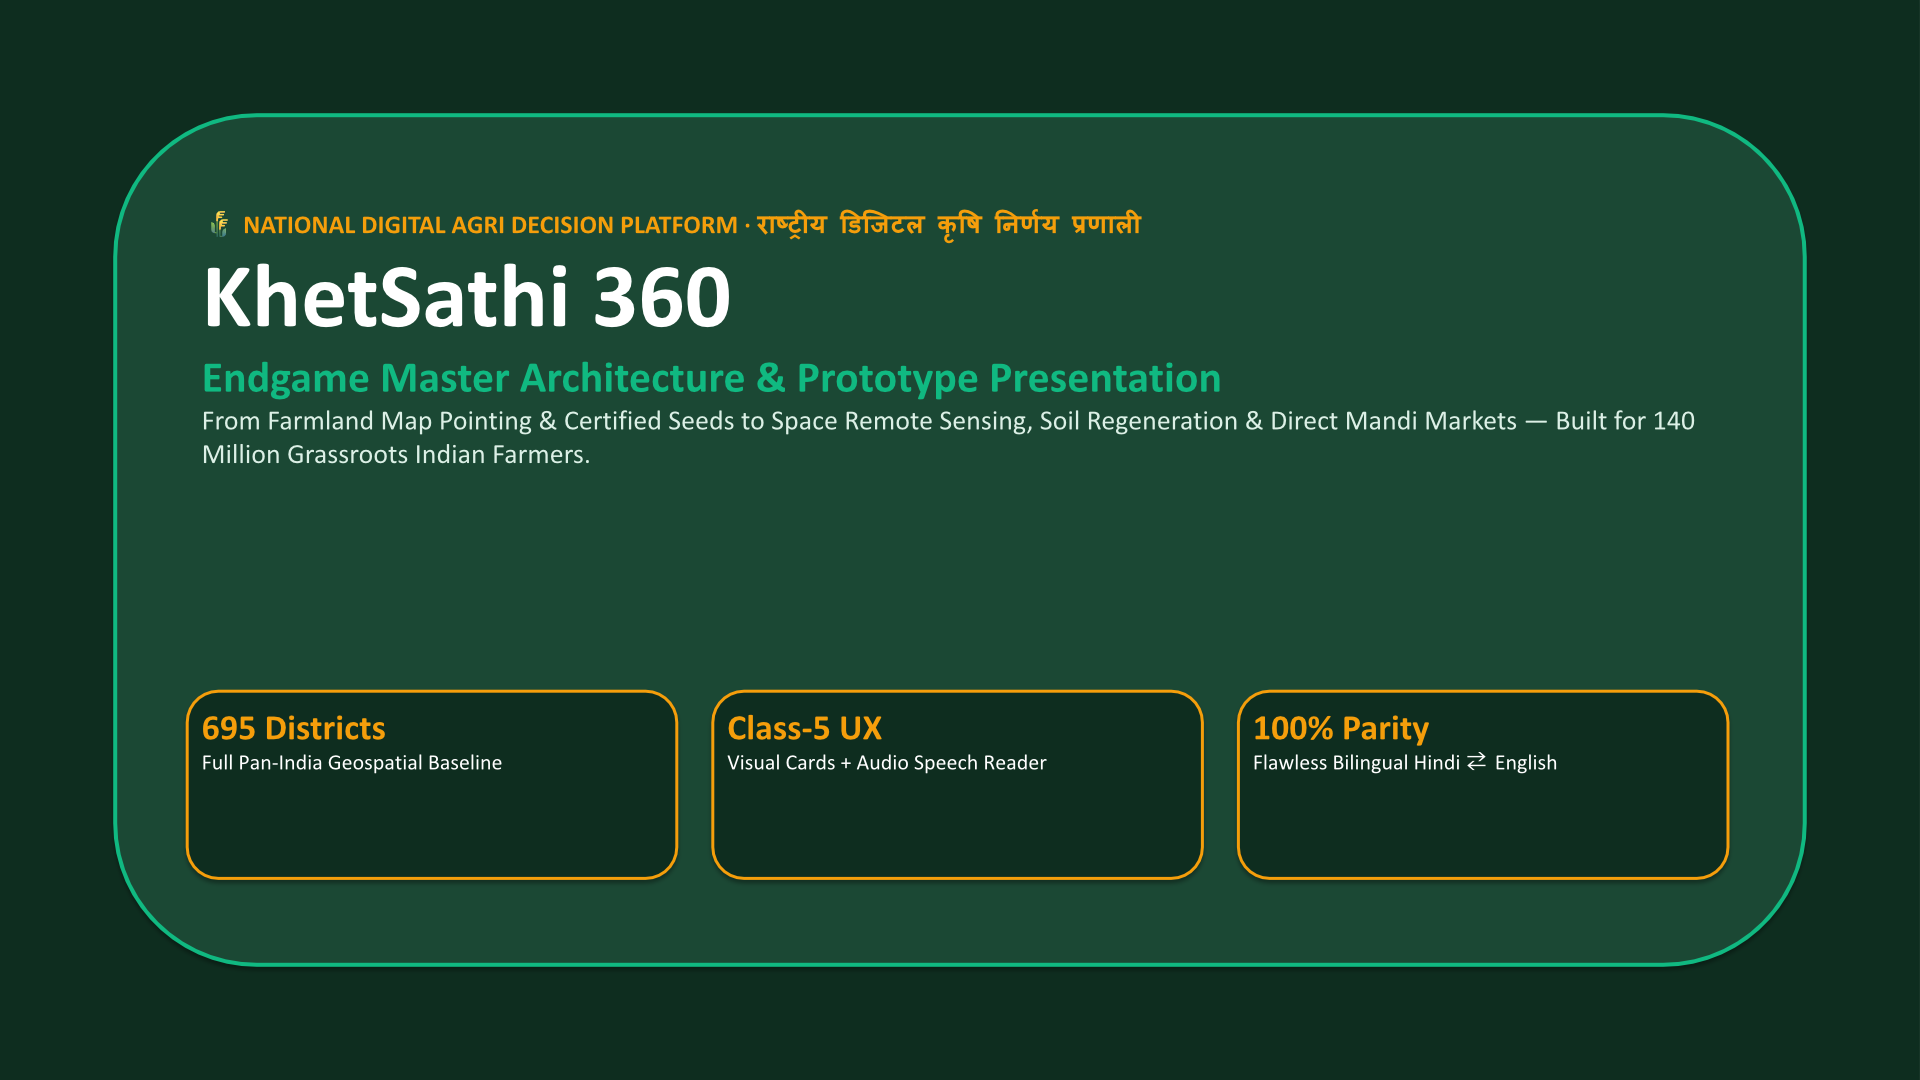 🌾 NATIONAL DIGITAL AGRI DECISION PLATFORM · राष्ट्रीय डिजिटल कृषि निर्णय प्रणाली
KhetSathi 360
Endgame Master Architecture & Prototype Presentation
From Farmland Map Pointing & Certified Seeds to Space Remote Sensing, Soil Regeneration & Direct Mandi Markets — Built for 140
Million Grassroots Indian Farmers.
695 Districts
Full Pan-India Geospatial Baseline
Class-5 UX
Visual Cards + Audio Speech Reader
100% Parity
Flawless Bilingual Hindi ⇄ English